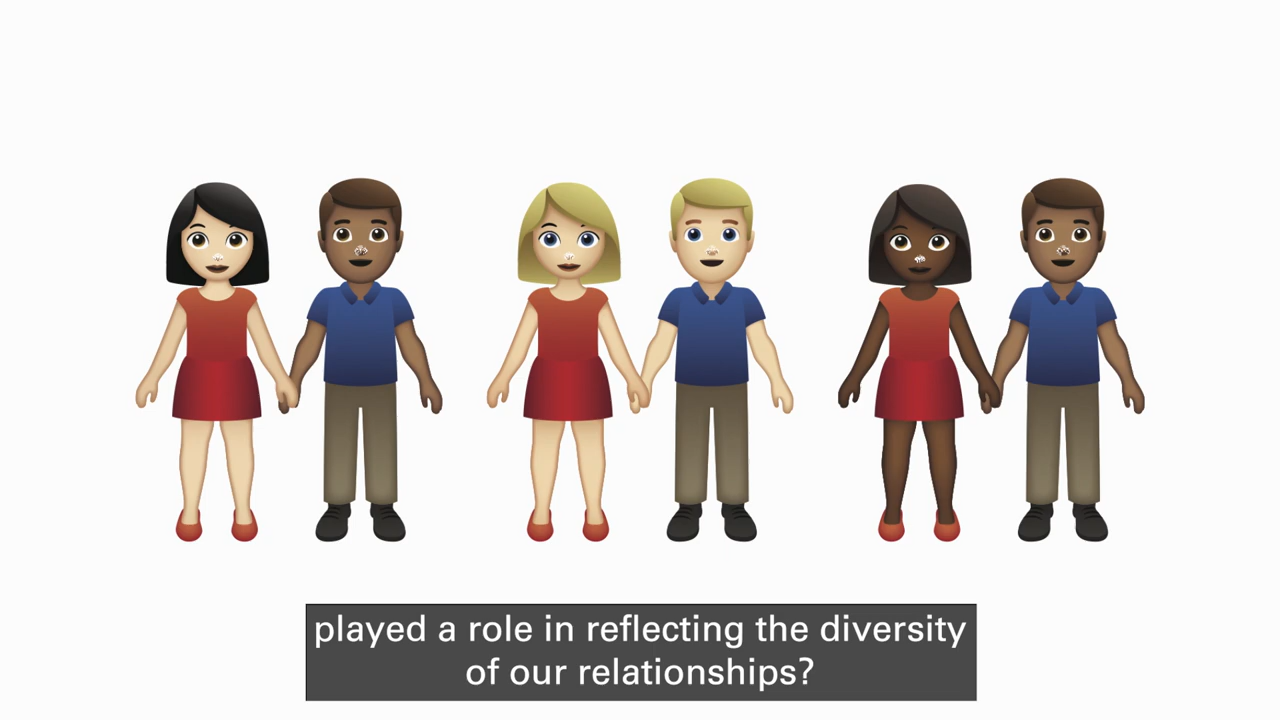 played a role in reflecting the diversity
of our relationships?